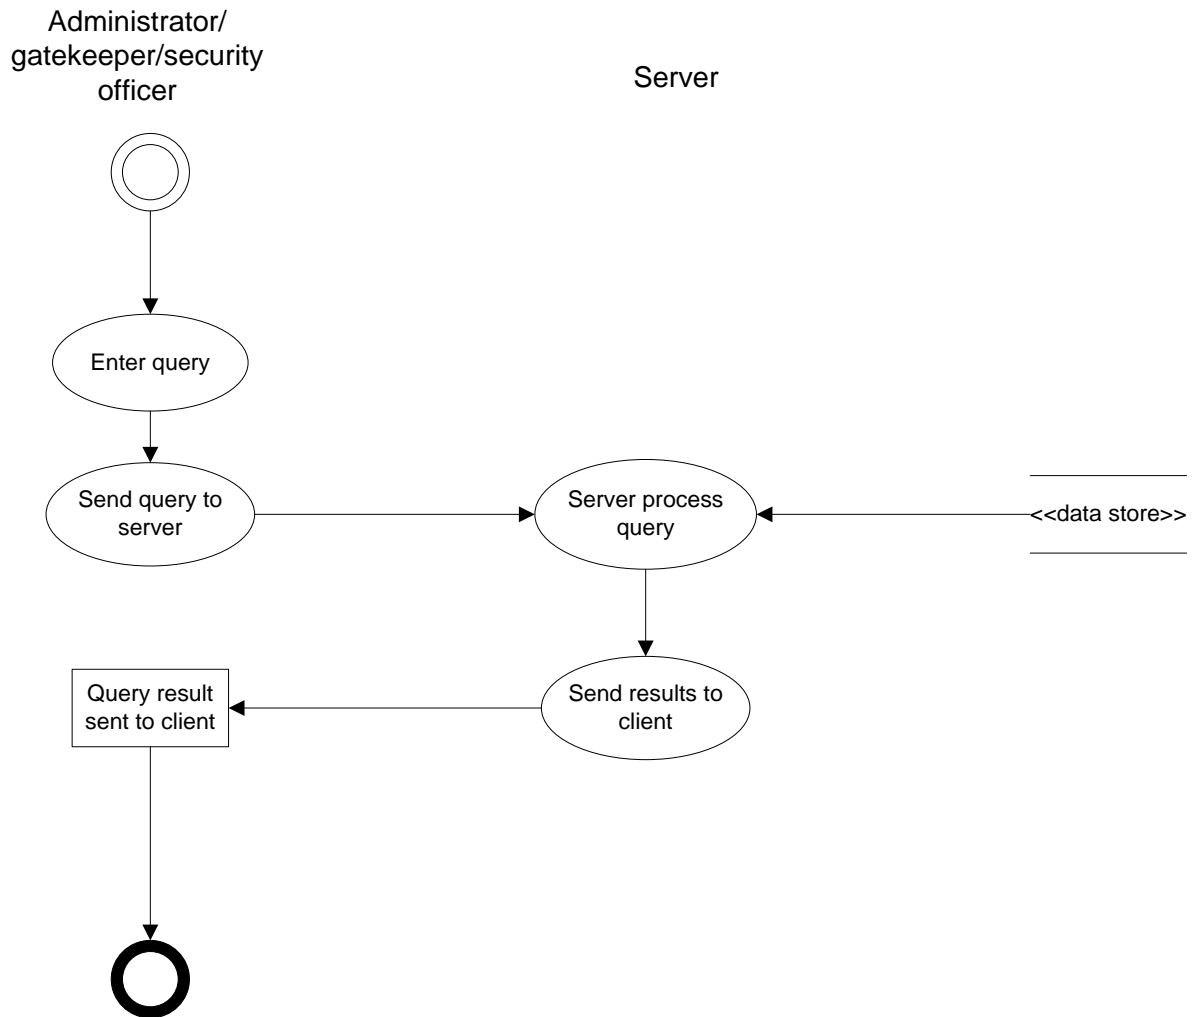 Administrator/
gatekeeper/security
officer
Server
Enter query
Send query to
server
Server process
query
<<data store>>
Query result
sent to client
Send results to
client